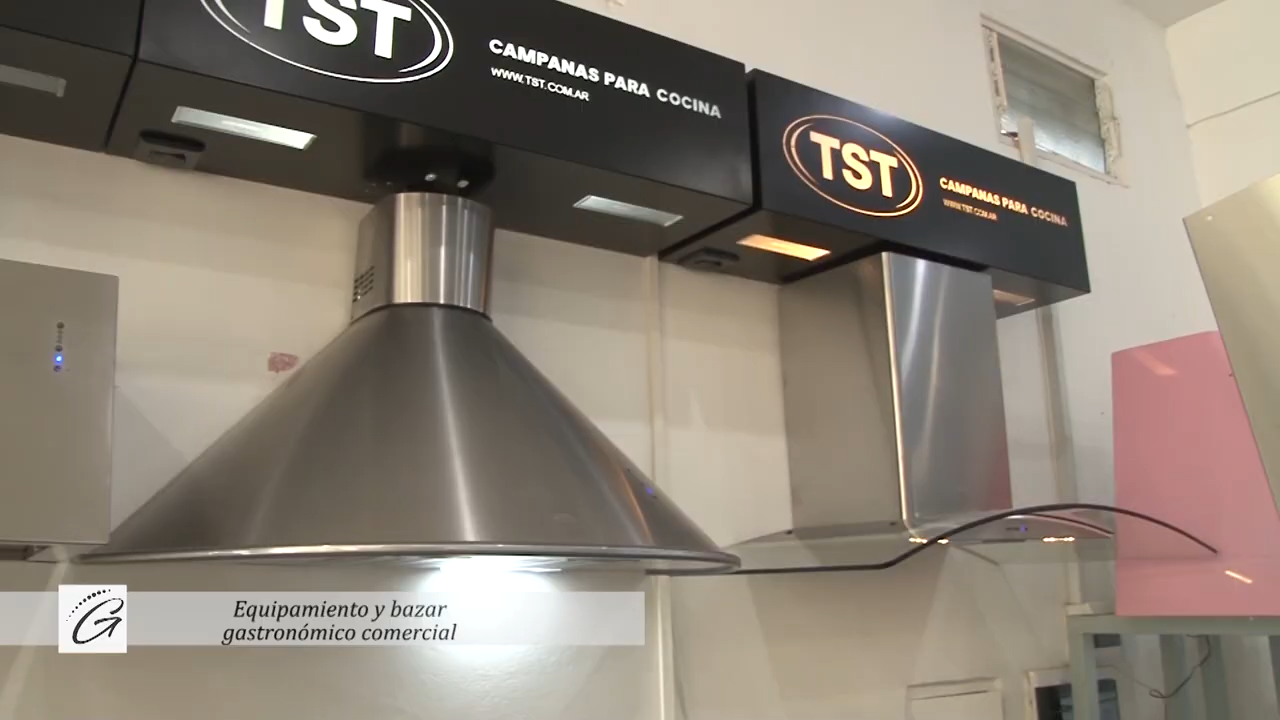 TST
CAMPANAS PARA COCINA
WWW.TST.COM.AR
TST
CAMPANAS PARA COCINA
WWW.TST.COM.AR
G
Equipamiento y bazar
gastronómico comercial